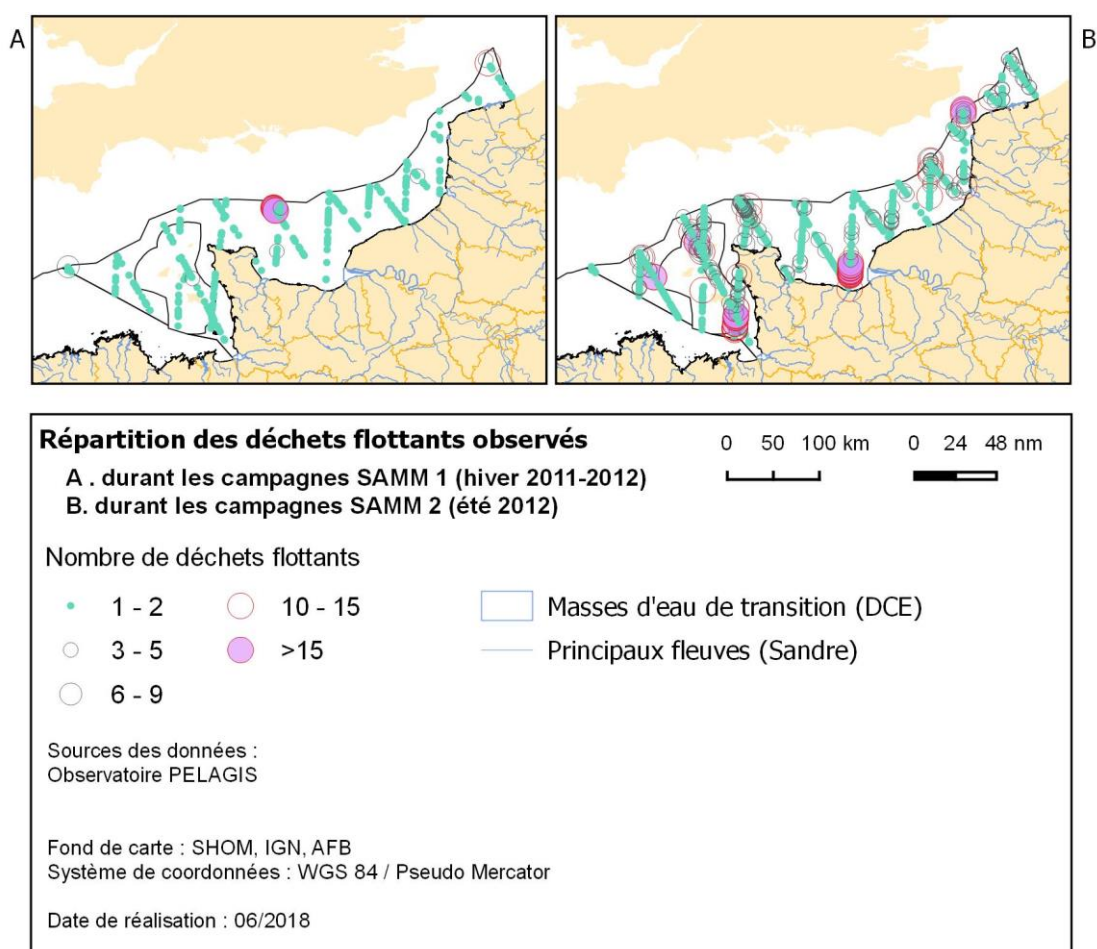 A
B
Répartition des déchets flottants observés
A . durant les campagnes SAMM 1 (hiver 2011-2012)
B. durant les campagnes SAMM 2 (été 2012)
0 50 100 km
0 24 48 nm
Nombre de déchets flottants
1 - 2
3 - 5
6 - 9
10 - 15
>15
Masses d'eau de transition (DCE)
Principaux fleuves (Sandre)
Sources des données :
Observatoire PELAGIS
Fond de carte : SHOM, IGN, AFB
Système de coordonnées : WGS 84 / Pseudo Mercator
Date de réalisation : 06/2018